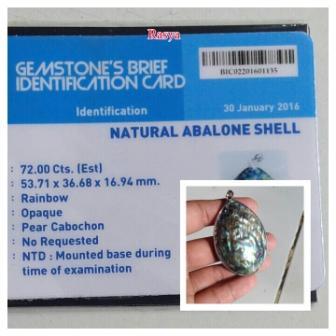 Rasya
GEMSTONE'S BRIEF
IDENTIFICATION CARD
BIC02201601135
Identification
30 January 2016
NATURAL ABALONE SHELL
: 72.00 Cts. (Est)
: 53.71 x 36.68 x 16.94 mm.
: Rainbow
: Opaque
: Pear Cabochon
: No Requested
: NTD : Mounted base during
time of examination